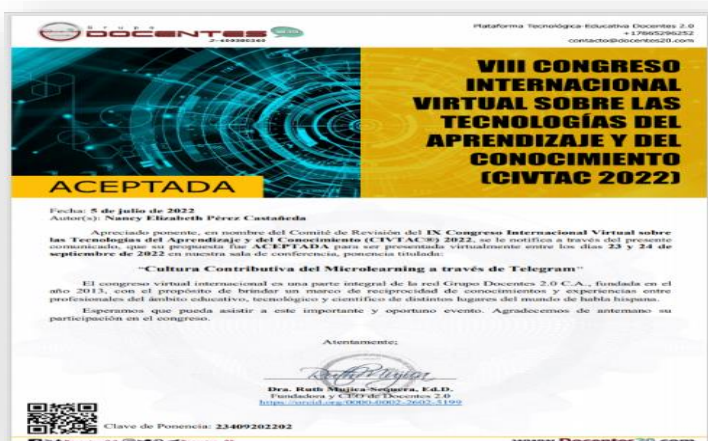 Grupo
DOCENTES
J-409280260
Plataforma Tecnológica-Educativa Docentes 2.0
+17865296252
contacto@docentes20.com
VIII CONGRESO
INTERNACIONAL
VIRTUAL SOBRE LAS
TECNOLOGÍAS DEL
APRENDIZAJE Y DEL
CONOCIMIENTO
(CIVTAC 2022)
ACEPTADA
Fecha: 5 de julio de 2022
Autor(s): Nancy Elizabeth Pérez Castañeda
Apreciado ponente, en nombre del Comité de Revisión del IX Congreso Internacional Virtual sobre
las Tecnologías del Aprendizaje y del Conocimiento (CIVTAC®) 2022, se le notifica a través del presente
comunicado, que su propuesta fue ACEPTADA para ser presentada virtualmente entre los días 23 y 24 de
septiembre de 2022 en nuestra sala de conferencia, ponencia titulada:
"Cultura Contributiva del Microlearning a través de Telegram"
El congreso virtual internacional es una parte integral de la red Grupo Docentes 2.0 C.A., fundada en el
año 2013, con el propósito de brindar un marco de reciprocidad de conocimientos y experiencias entre
profesionales del ámbito educativo, tecnológico y científico de distintos lugares del mundo de habla hispana.
Esperamos que pueda asistir a este importante y oportuno evento. Agradecemos de antemano su
participación en el congreso.
Atentamente;
Dra. Ruth Mujica-Sequera, Ed.D.
Fundadora y CEO de Docentes 2.0
https://orcid.org/0000-0002-2602-5199
Clave de Ponencia: 23409202202
www.Docentes20.com